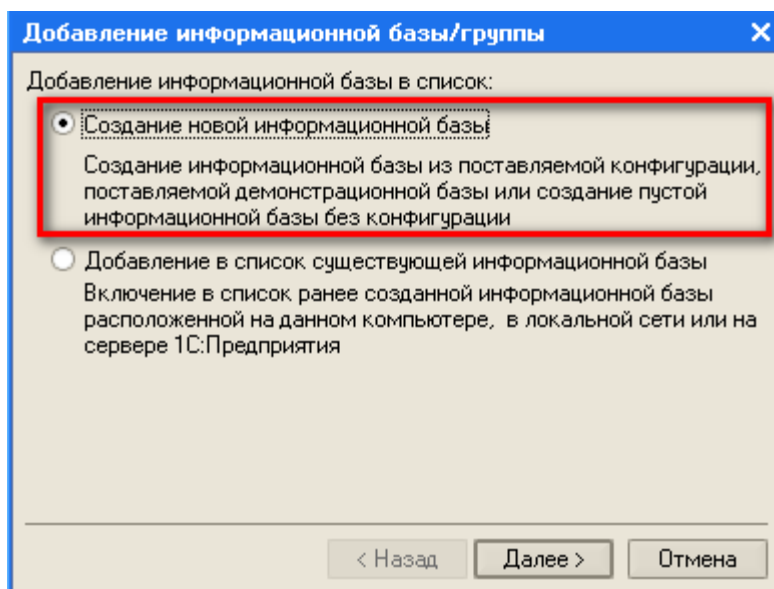 Добавление информационной базы/группы
Добавление информационной базы в список:
Создание новой информационной базы
Создание информационной базы из поставляемой конфигурации,
поставляемой демонстрационной базы или создание пустой
информационной базы без конфигурации
Добавление в список существующей информационной базы
Включение в список ранее созданной информационной базы
расположенной на данном компьютере, в локальной сети или на
сервере 1С:Предприятия
< Назад Далее > Отмена